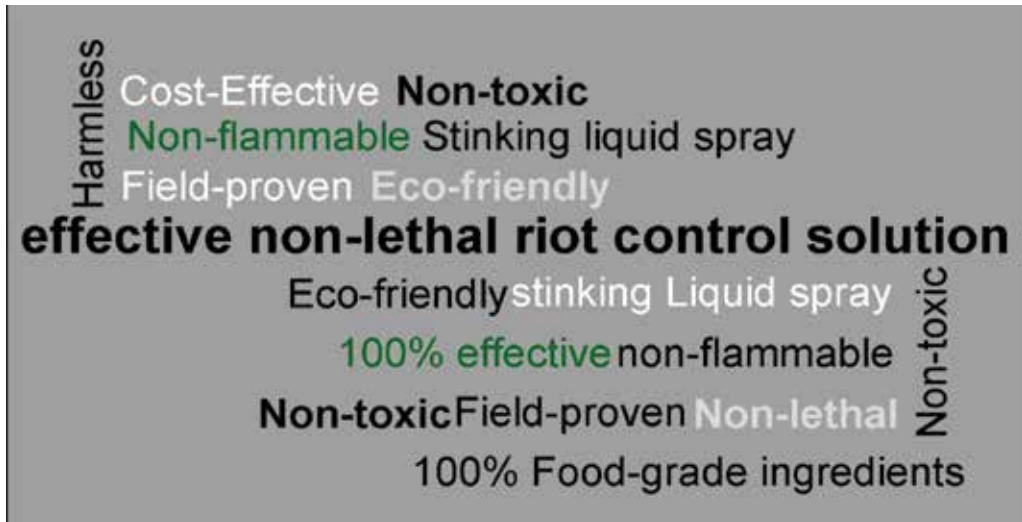 Harmless
Cost-Effective Non-toxic
Non-flammable Stinking liquid spray
Field-proven Eco-friendly
effective non-lethal riot control solution
Eco-friendly stinking Liquid spray
100% effective non-flammable
Non-toxic Field-proven Non-lethal
Non-toxic
100% Food-grade ingredients